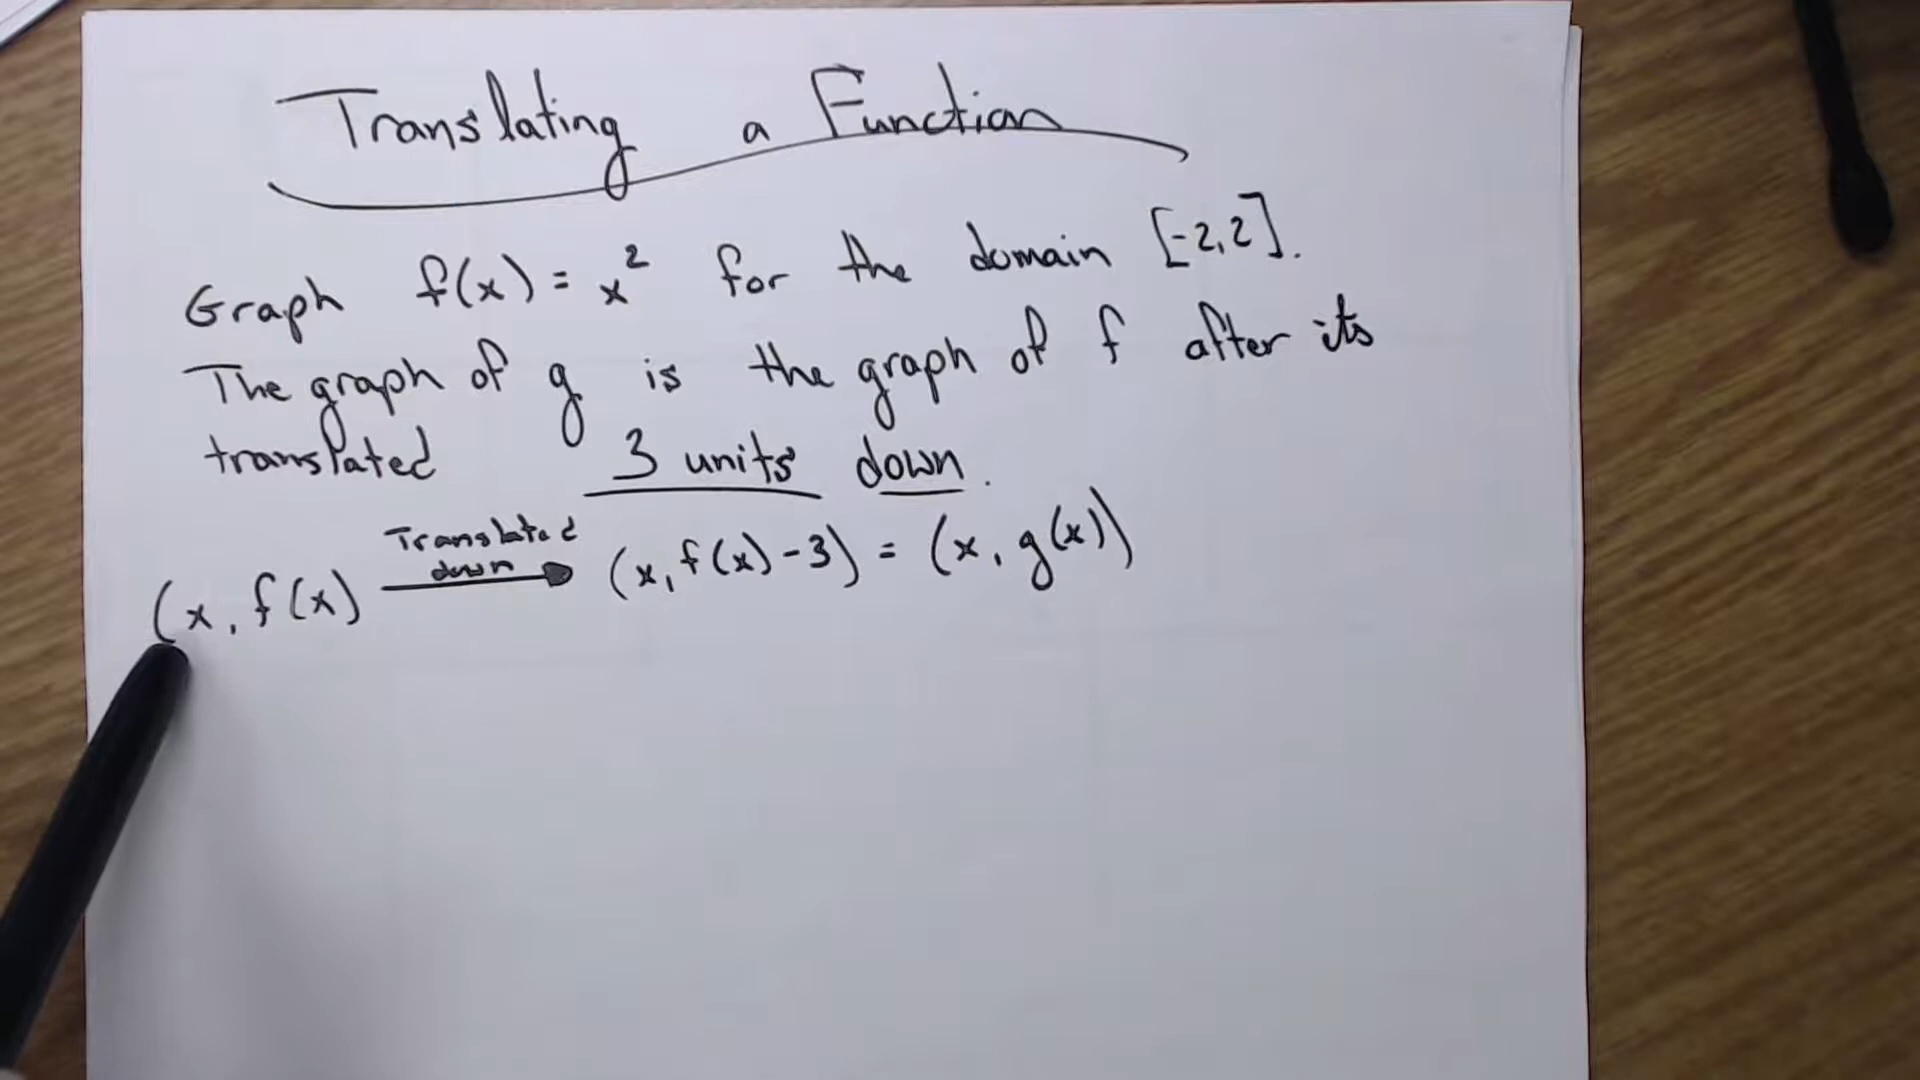 Translating a Function
Graph f(x) = x² for the domain [-2,2].
The graph of g is the graph of f after its
translated 3 units down.
(x, f(x) Translated down → (x, f(x)-3) = (x, g(x))